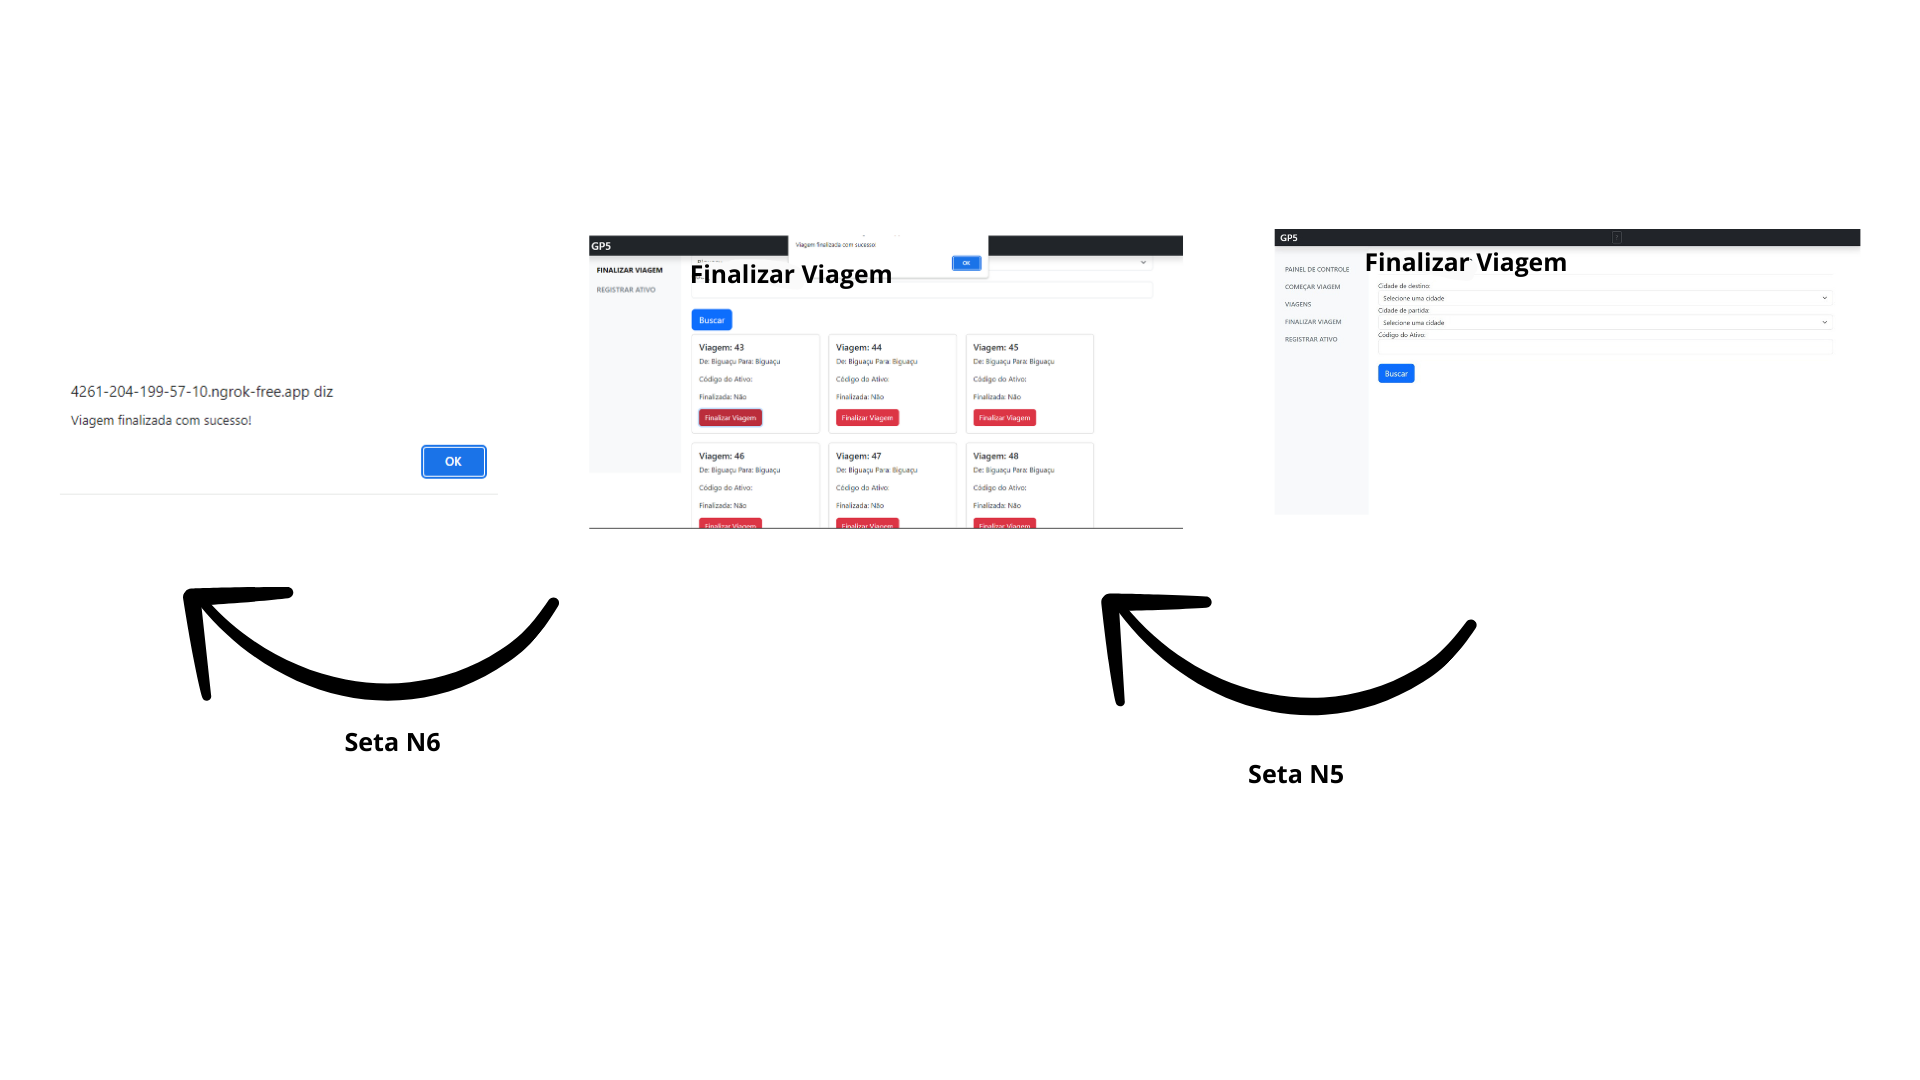 4261-204-199-57-10.ngrok-free.app diz
Viagem finalizada com sucesso!
OK
GP5
Viagem finalizada com sucesso!
OK
FINALIZAR VIAGEM
REGISTRAR ATIVO
Finalizar Viagem
Buscar
Viagem: 43
De: Biguaçu Para: Biguaçu
Código do Ativo:
Finalizada: Não
Finalizar Viagem
Viagem: 44
De: Biguaçu Para: Biguaçu
Código do Ativo:
Finalizada: Não
Finalizar Viagem
Viagem: 45
De: Biguaçu Para: Biguaçu
Código do Ativo:
Finalizada: Não
Finalizar Viagem
Viagem: 46
De: Biguaçu Para: Biguaçu
Código do Ativo:
Finalizada: Não
Finalizar Viagem
Viagem: 47
De: Biguaçu Para: Biguaçu
Código do Ativo:
Finalizada: Não
Finalizar Viagem
Viagem: 48
De: Biguaçu Para: Biguaçu
Código do Ativo:
Finalizada: Não
Finalizar Viagem
GP5
PAINEL DE CONTROLE
COMEÇAR VIAGEM
VIAGENS
FINALIZAR VIAGEM
REGISTRAR ATIVO
Finalizar Viagem
Cidade de destino:
Selecione uma cidade
Cidade de partida:
Selecione uma cidade
Código do Ativo:
Buscar
Seta N6
Seta N5